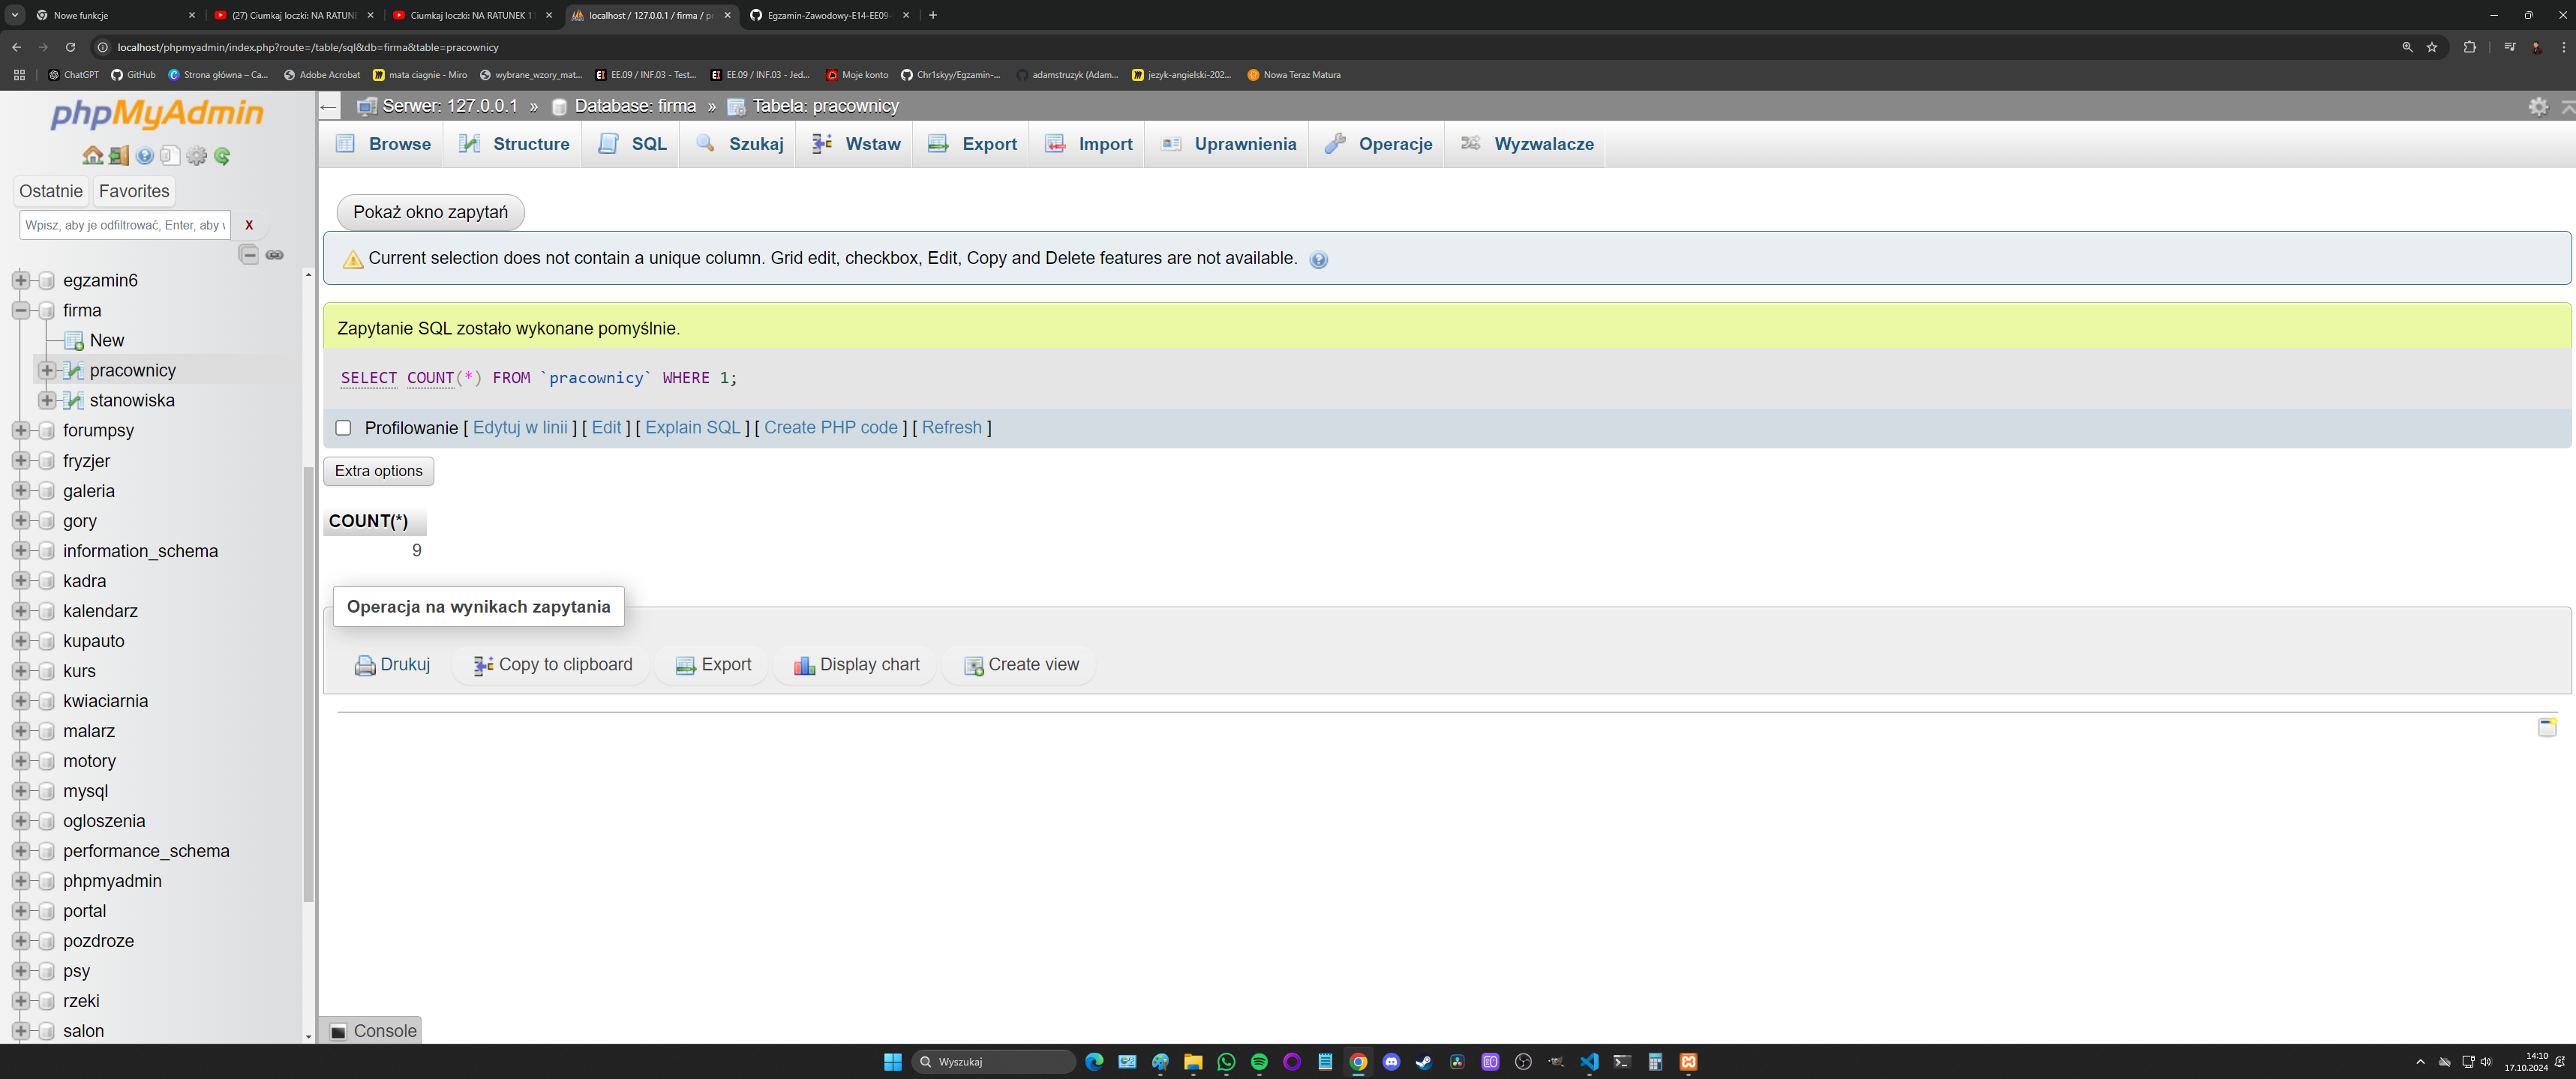 Nowe funkcje
(27) Ciumkaj loczki: NA RATUNE
Ciumkaj loczki: NA RATUNEK 1
localhost / 127.0.0.1 / firma / p
Egzamin-Zawodowy-E14-EE09-
localhost/phpmyadmin/index.php?route=/table/sql&db=firma&table=pracownicy
ChatGPT
GitHub
Strona główna – Ca...
Adobe Acrobat
mata ciagnie - Miro
wybrane_wzory_mat...
EE.09 / INF.03 - Test...
EE.09 / INF.03 - Jed...
Moje konto
Chr1skyy/Egzamin-...
adamstruzyk (Adam...
jezyk-angielski-202...
Nowa Teraz Matura
phpMyAdmin
Ostatnie
Favorites
Wpisz, aby je odfiltrować, Enter, aby v
X
egzamin6
firma
New
pracownicy
stanowiska
forumpsy
fryzjer
galeria
gory
information_schema
kadra
kalendarz
kupauto
kurs
kwiaciarnia
malarz
motory
mysql
ogloszenia
performance_schema
phpmyadmin
portal
pozdroze
psy
rzeki
salon
Serwer: 127.0.0.1 » Database: firma » Tabela: pracownicy
Browse
Structure
SQL
Szukaj
Wstaw
Export
Import
Uprawnienia
Operacje
Wyzwalacze
Pokaż okno zapytań
Current selection does not contain a unique column. Grid edit, checkbox, Edit, Copy and Delete features are not available.
Zapytanie SQL zostało wykonane pomyślnie.
SELECT COUNT(*) FROM `pracownicy` WHERE 1;
Profilowanie [ Edytuj w linii ] [ Edit ] [ Explain SQL ] [ Create PHP code ] [ Refresh ]
Extra options
COUNT(*)
9
Operacja na wynikach zapytania
Drukuj
Copy to clipboard
Export
Display chart
Create view
Console
Wyszukaj
14:10
17.10.2024